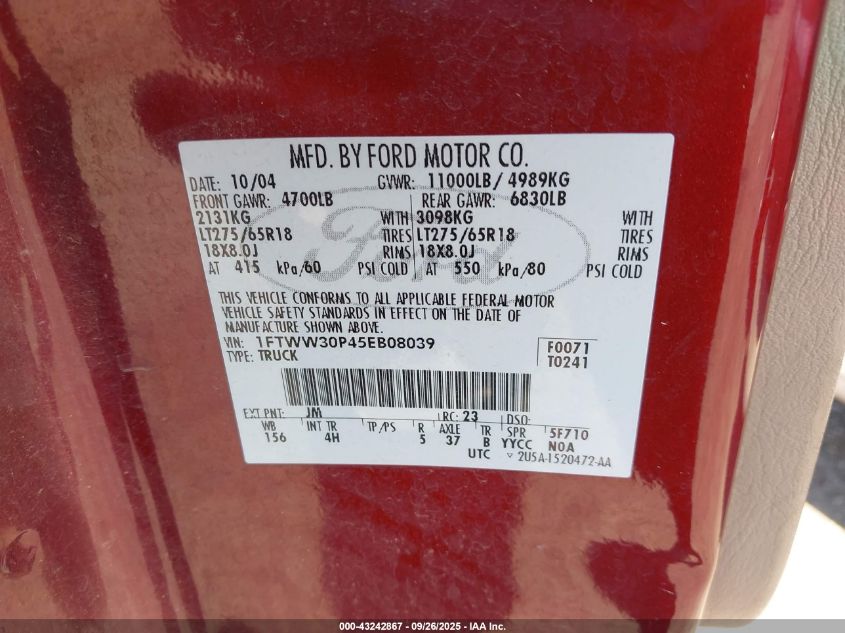 MFD. BY FORD MOTOR CO.
DATE: 10/04 GVWR: 11000LB/ 4989KG
FRONT GAWR: 4700LB REAR GAWR: 6830LB
2131KG WITH 3098KG WITH
LT275/65R18 TIRES LT275/65R18 TIRES
18X8.0J RIMS 18X8.0J RIMS
AT 415 kPa/60 PSI COLD AT 550 kPa/80 PSI COLD
Ford
THIS VEHICLE CONFORMS TO ALL APPLICABLE FEDERAL MOTOR
VEHICLE SAFETY STANDARDS IN EFFECT ON THE DATE OF
MANUFACTURE SHOWN ABOVE.
VIN: 1FTWW30P45EB08039 F0071
TYPE: TRUCK T0241
EXT PNT: JM RC: 23 DSO:
WB INT TR TP/PS R AXLE TR SPR 5F710
156 4H 5 37 B YYCC NOA
UTC 2U5A-1520472-AA
000-43242867 - 09/26/2025 - IAA Inc.